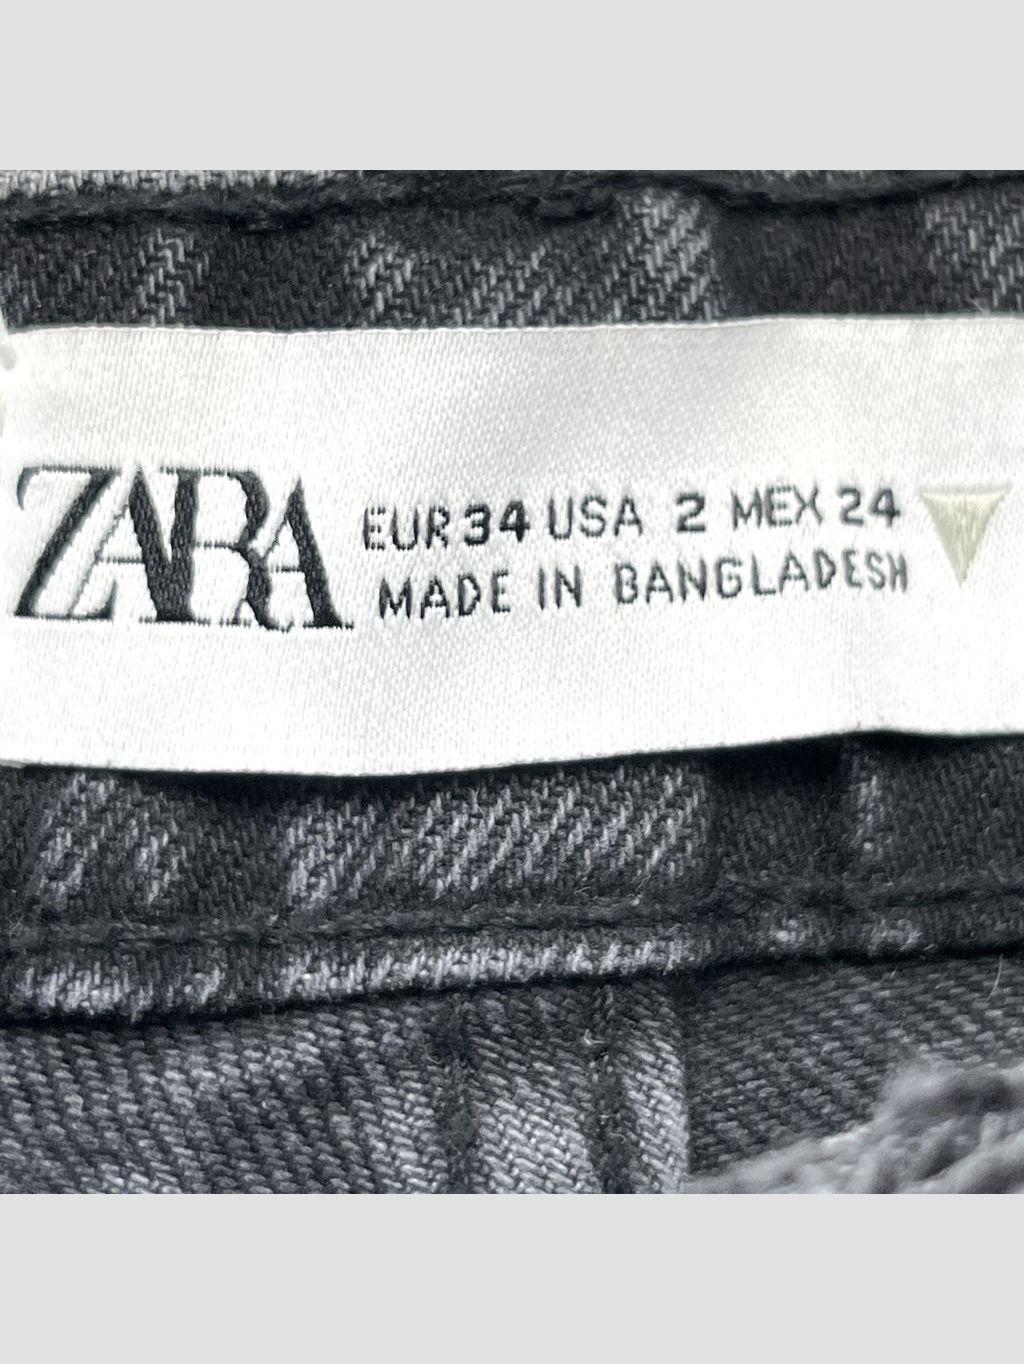 ZARA
EUR 34 USA 2 MEX 24
MADE IN BANGLADESH